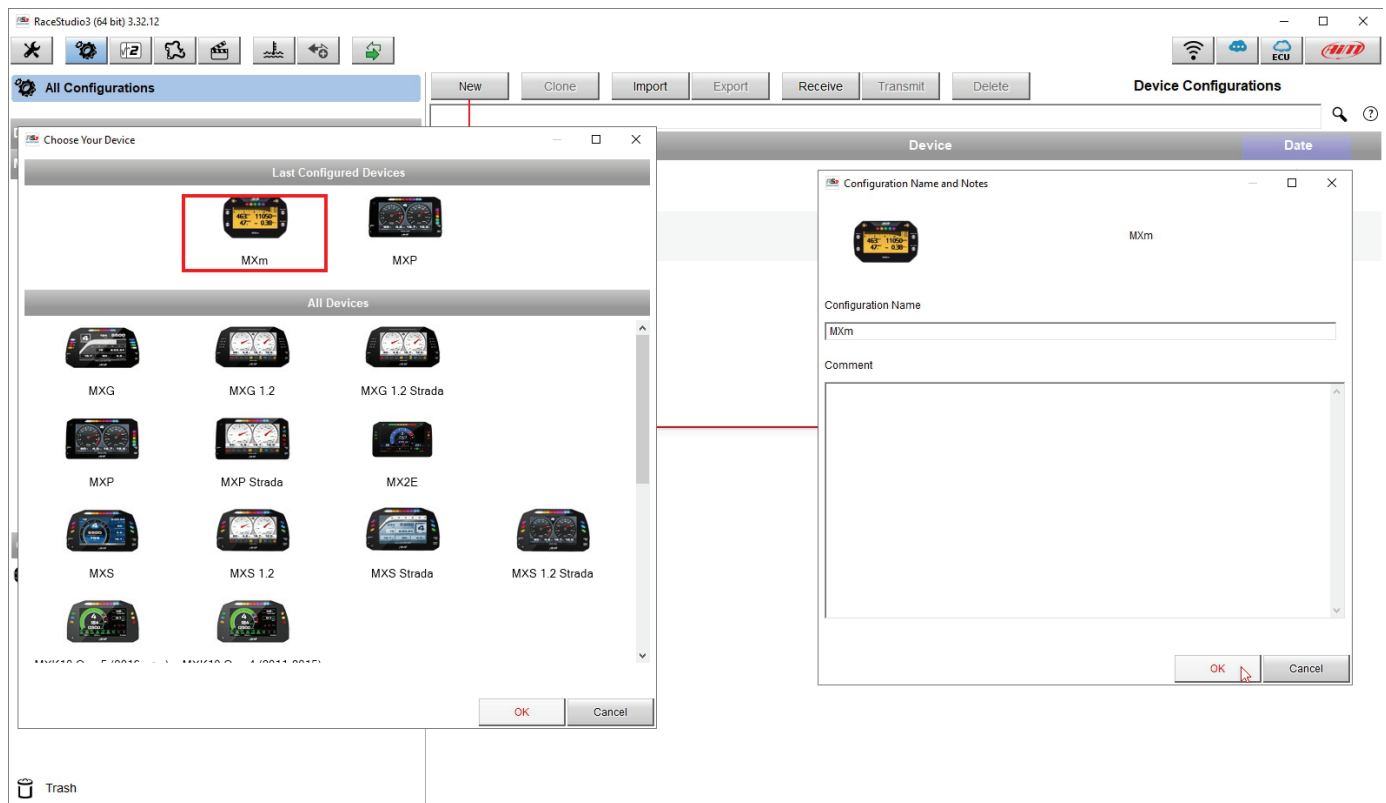 RaceStudio3 (64 bit) 3.32.12
ECU
AiM
All Configurations
New Clone Import Export Receive Transmit Delete Device Configurations
Device Date
Choose Your Device
Last Configured Devices
MXm MXP
All Devices
MXG MXG 1.2 MXG 1.2 Strada
MXP MXP Strada MX2E
MXS MXS 1.2 MXS Strada MXS 1.2 Strada
OK Cancel
Configuration Name and Notes
MXm
Configuration Name
MXm
Comment
OK Cancel
Trash